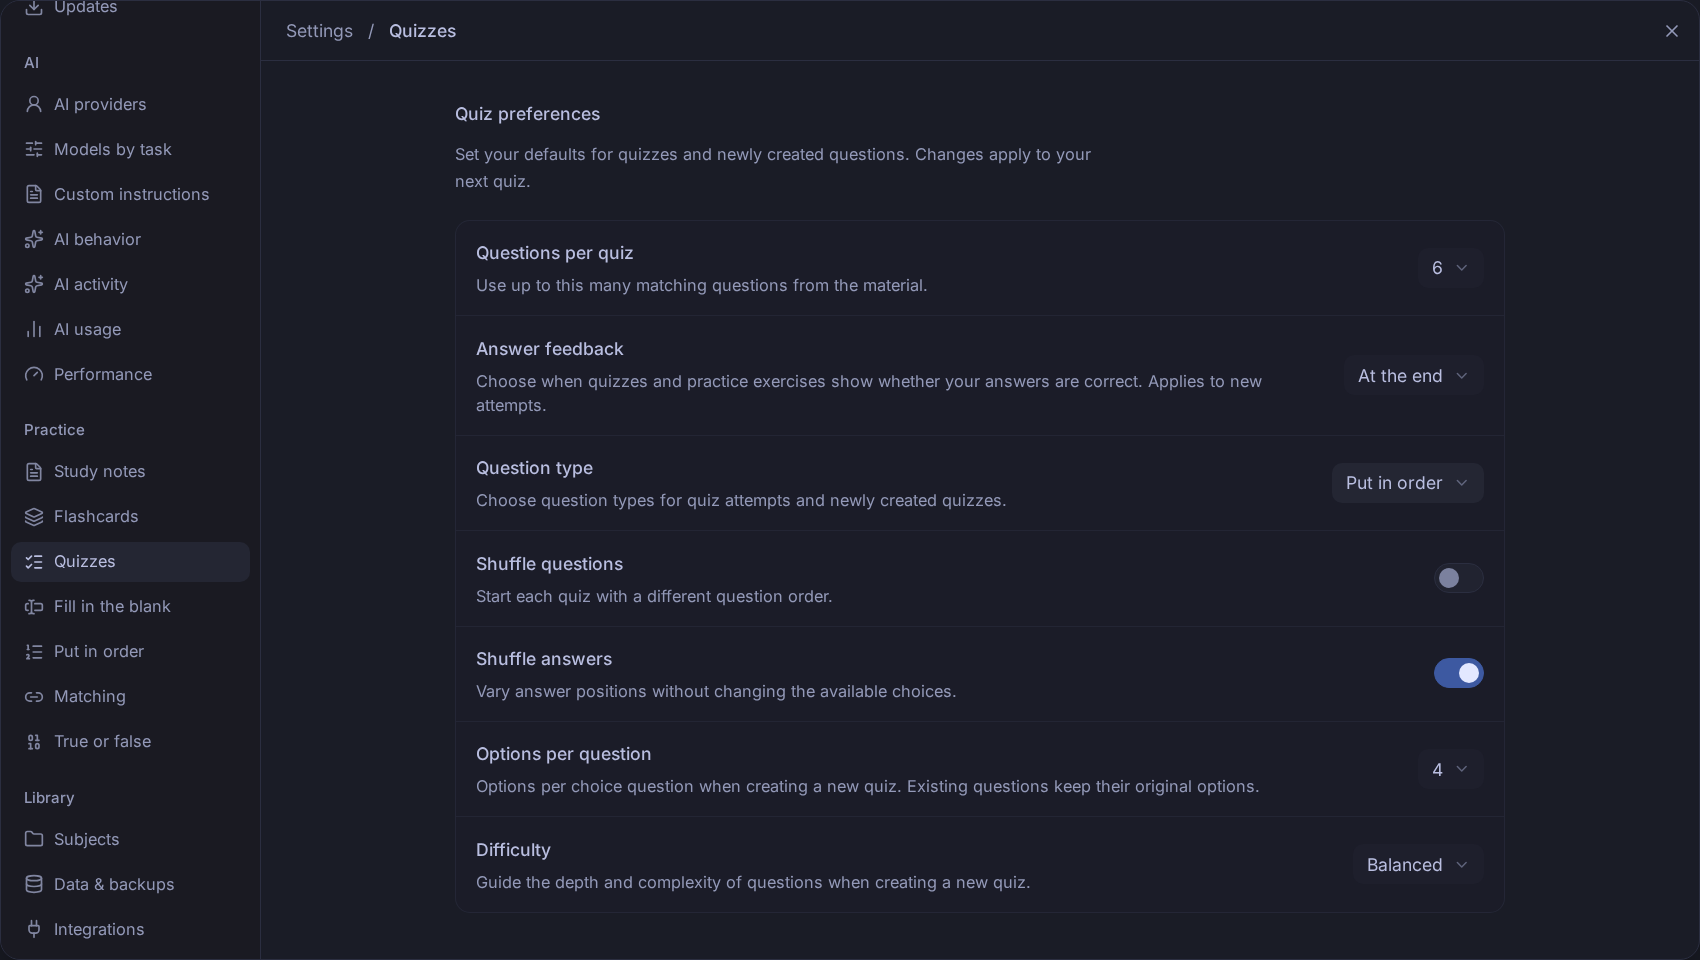 Updates
AI
AI providers
Models by task
Custom instructions
AI behavior
AI activity
AI usage
Performance
Practice
Study notes
Flashcards
Quizzes
Fill in the blank
Put in order
Matching
True or false
Library
Subjects
Data & backups
Integrations
Settings / Quizzes
Quiz preferences
Set your defaults for quizzes and newly created questions. Changes apply to your
next quiz.
Questions per quiz
Use up to this many matching questions from the material.
6
Answer feedback
Choose when quizzes and practice exercises show whether your answers are correct. Applies to new
attempts.
At the end
Question type
Choose question types for quiz attempts and newly created quizzes.
Put in order
Shuffle questions
Start each quiz with a different question order.
Shuffle answers
Vary answer positions without changing the available choices.
Options per question
Options per choice question when creating a new quiz. Existing questions keep their original options.
4
Difficulty
Guide the depth and complexity of questions when creating a new quiz.
Balanced